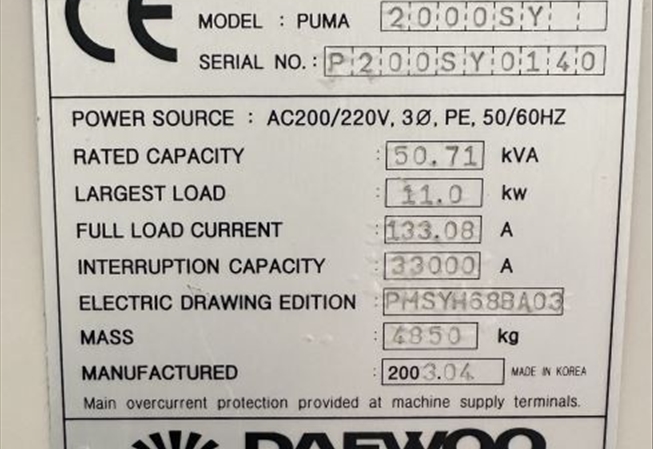 CE
MODEL : PUMA 2000SY
SERIAL NO. : P200SY0140
POWER SOURCE : AC200/220V, 3Ø, PE, 50/60HZ
RATED CAPACITY : 50.71 kVA
LARGEST LOAD : 11.0 kw
FULL LOAD CURRENT : 133.08 A
INTERRUPTION CAPACITY : 33000 A
ELECTRIC DRAWING EDITION : PMSYH68BA03
MASS : 4850 kg
MANUFACTURED : 2003.04 MADE IN KOREA
Main overcurrent protection provided at machine supply terminals.
DAEWOO